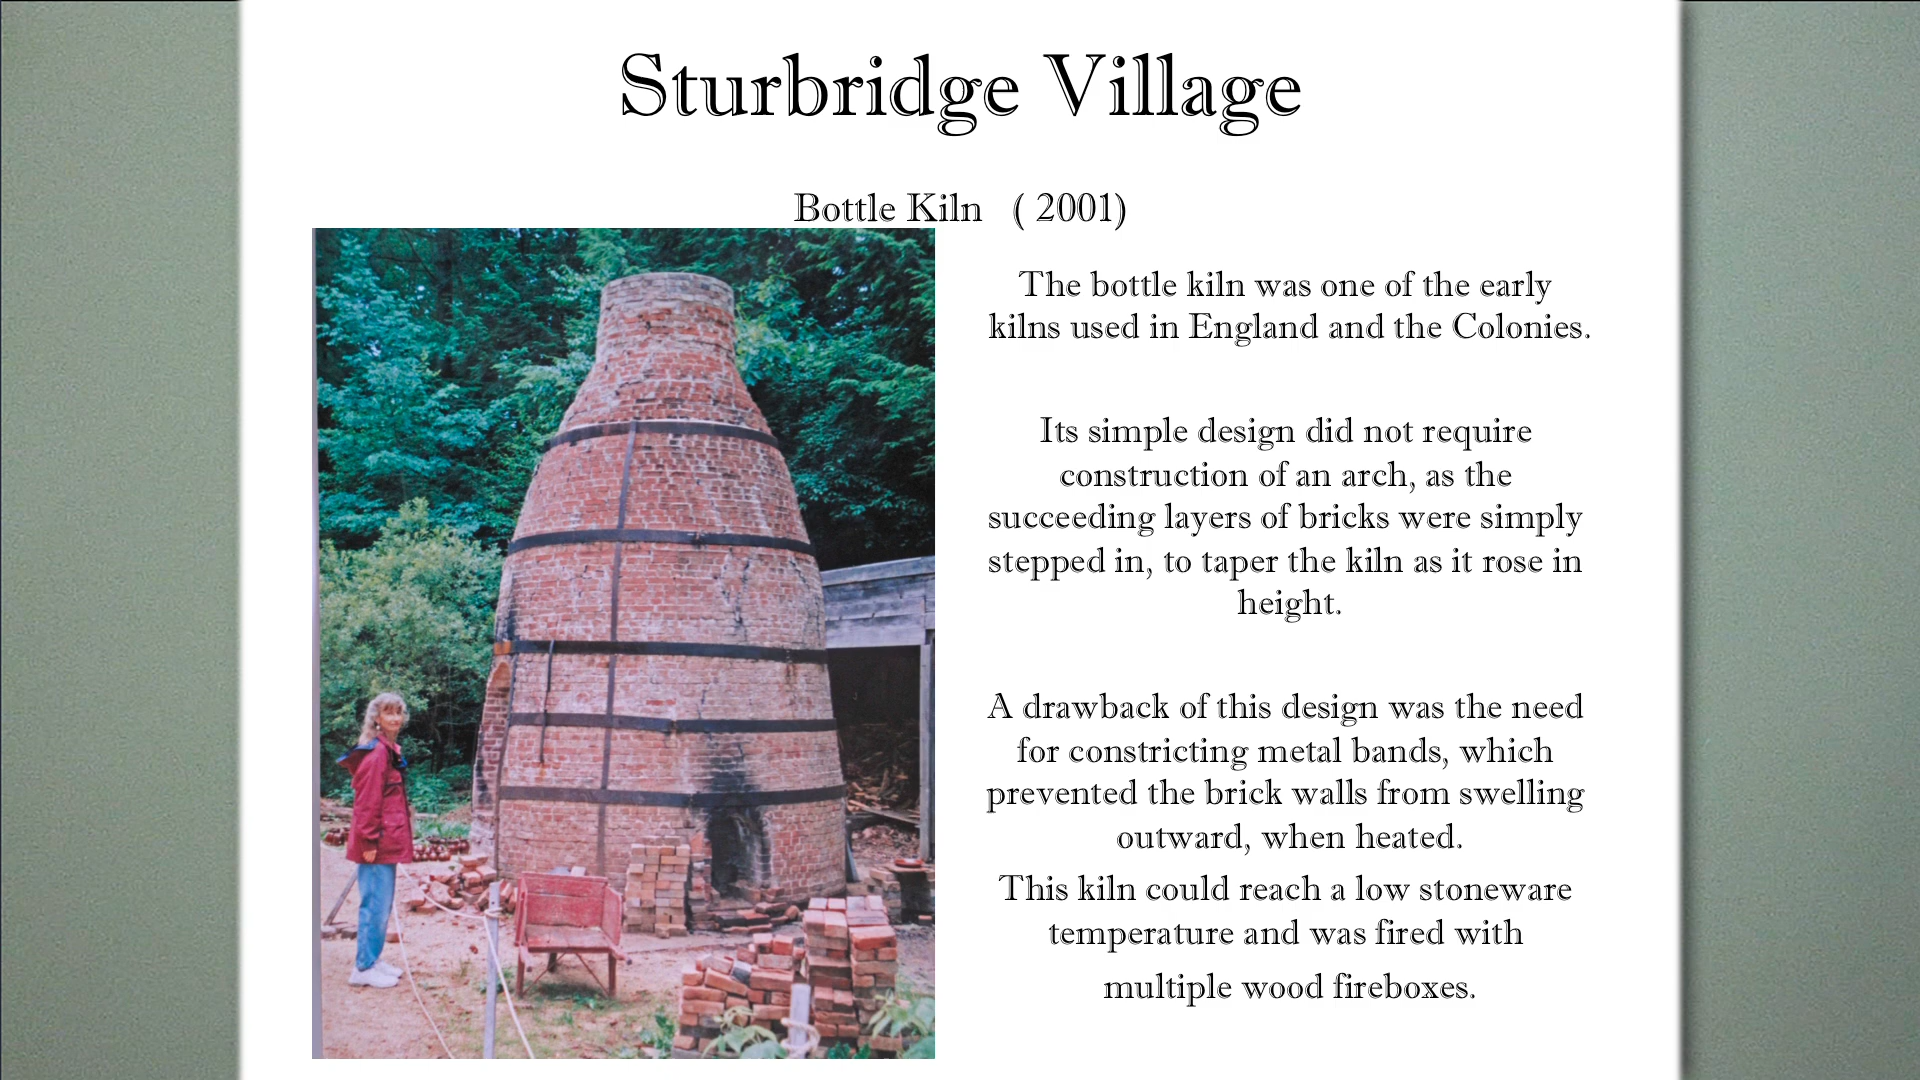 Sturbridge Village
Bottle Kiln ( 2001)
The bottle kiln was one of the early
kilns used in England and the Colonies.
Its simple design did not require
construction of an arch, as the
succeeding layers of bricks were simply
stepped in, to taper the kiln as it rose in
height.
A drawback of this design was the need
for constricting metal bands, which
prevented the brick walls from swelling
outward, when heated.
This kiln could reach a low stoneware
temperature and was fired with
multiple wood fireboxes.